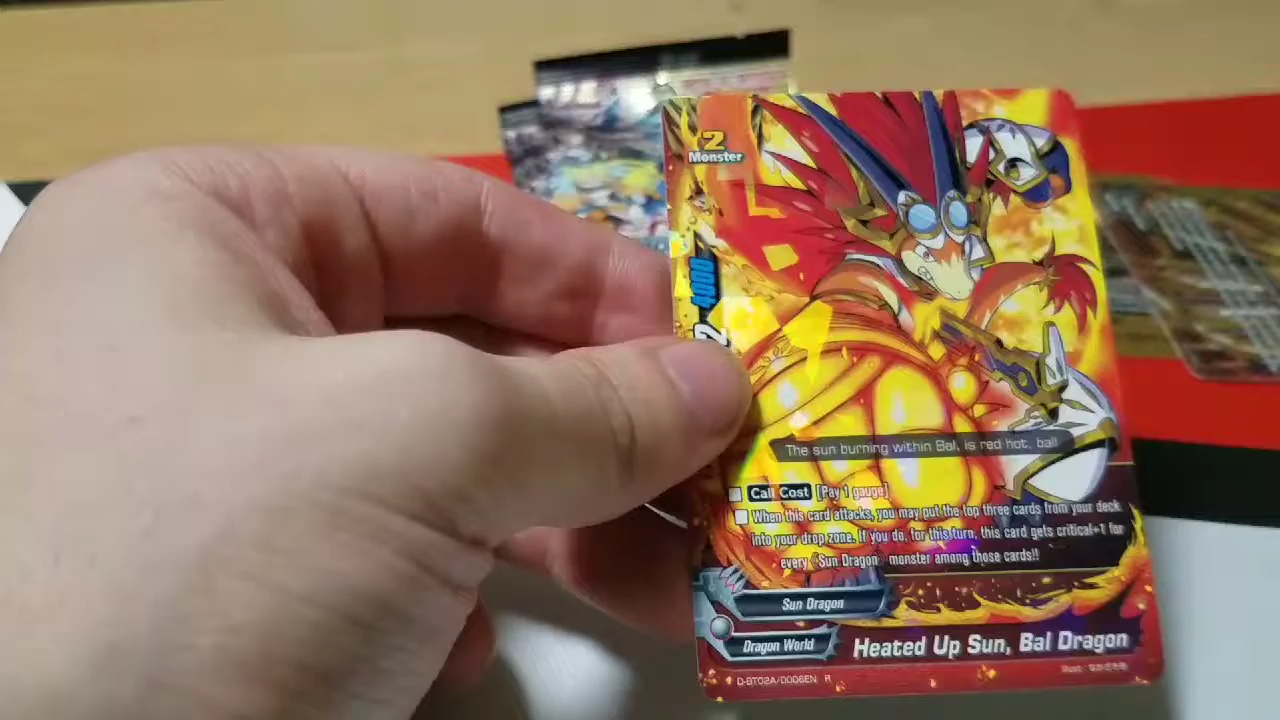 2
Monster
4000
2
The sun burning within Bal, is red hot, bal!
Call Cost [Pay 1 gauge]
When this card attacks, you may put the top three cards from your deck
into your drop zone. If you do, for this turn, this card gets critical+1 for
every 《Sun Dragon》 monster among those cards!!
Sun Dragon
Dragon World
Heated Up Sun, Bal Dragon
D-BT02A/0006EN R